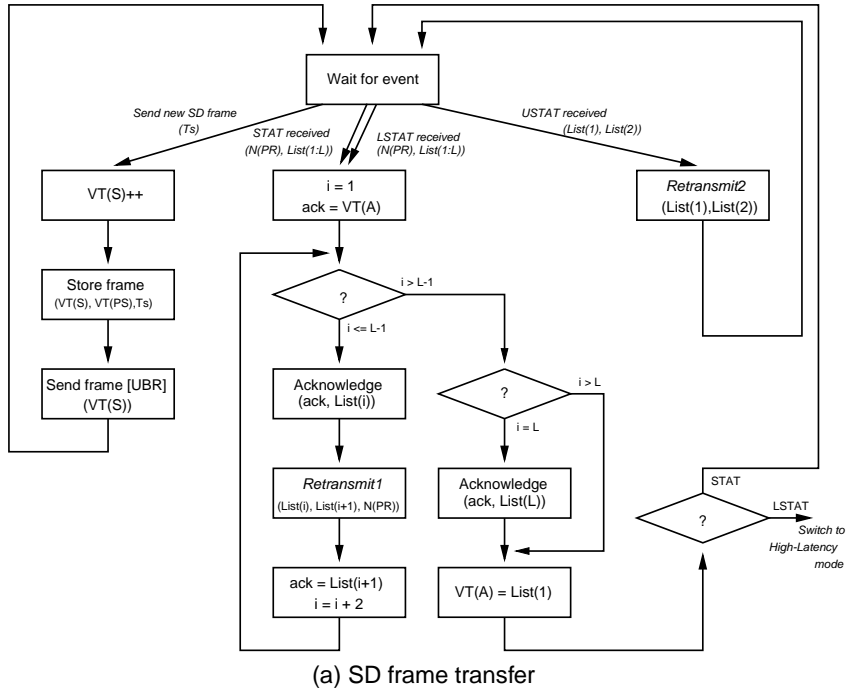 Wait for event
Send new SD frame
(Ts)
STAT received
(N(PR), List(1:L))
LSTAT received
(N(PR), List(1:L))
USTAT received
(List(1), List(2))
VT(S)++
i = 1
ack = VT(A)
Retransmit2
(List(1),List(2))
Store frame
(VT(S), VT(PS),Ts)
?
i > L-1
i <= L-1
Send frame [UBR]
(VT(S))
Acknowledge
(ack, List(i))
?
i > L
i = L
Retransmit1
(List(i), List(i+1), N(PR))
Acknowledge
(ack, List(L))
?
STAT
LSTAT
Switch to
High-Latency
mode
ack = List(i+1)
i = i + 2
VT(A) = List(1)
(a) SD frame transfer